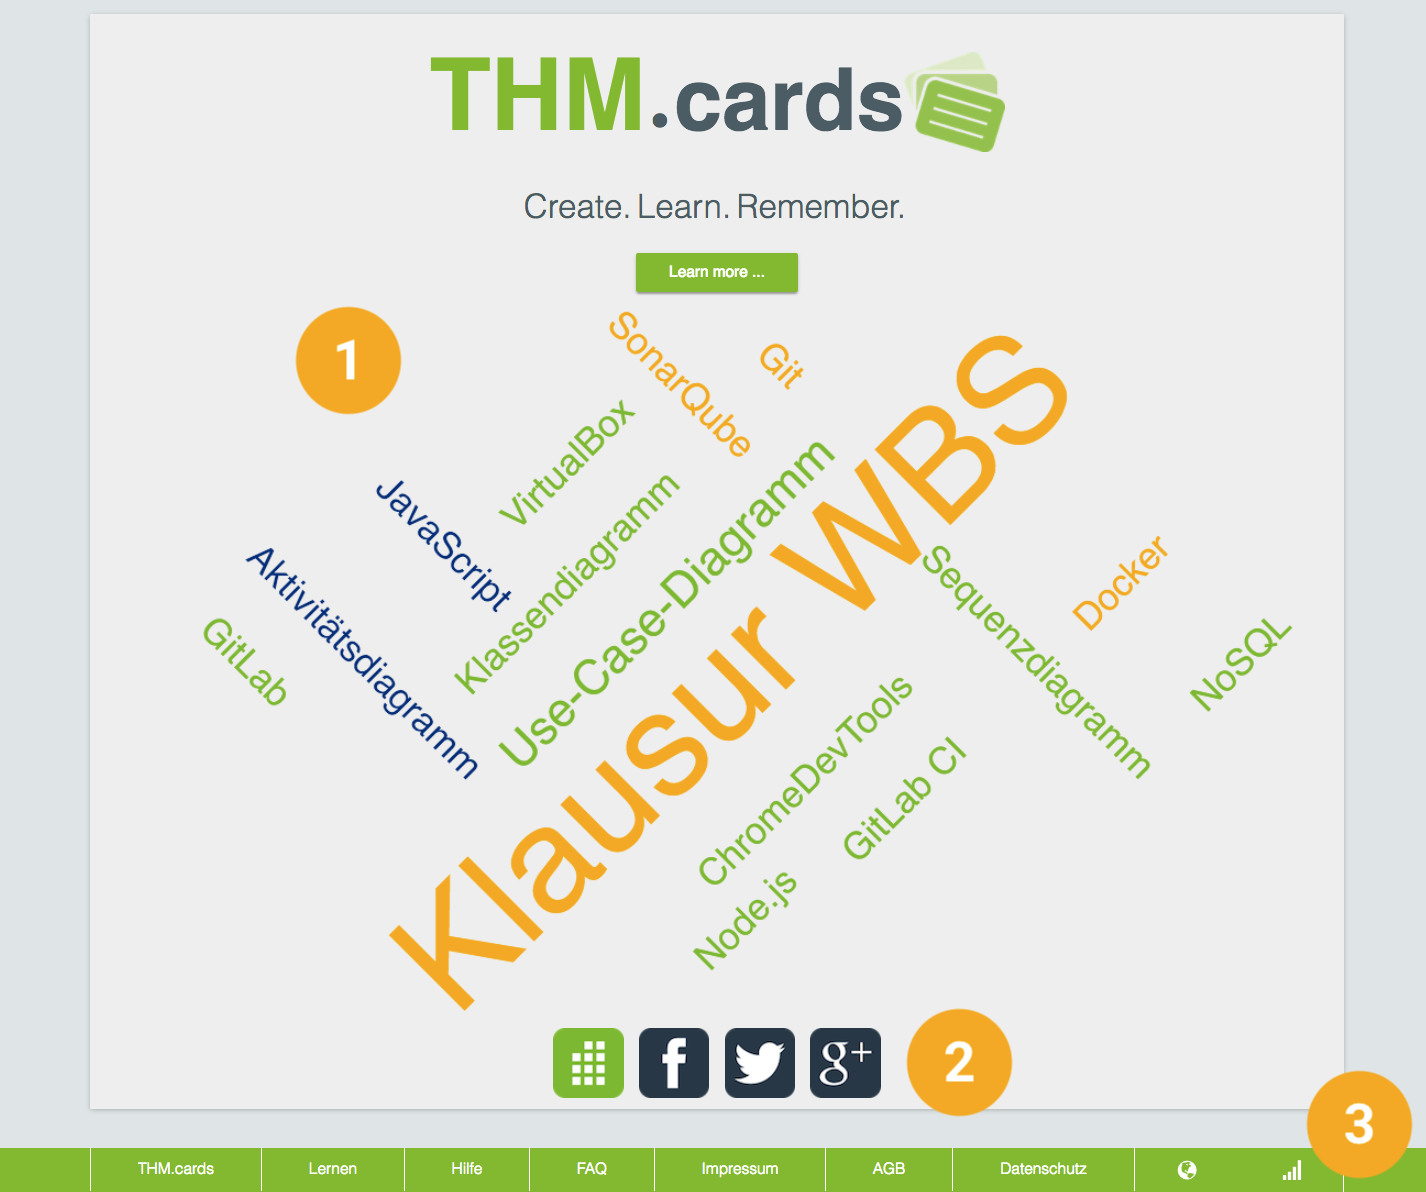 THM.cards
Create. Learn. Remember.
Learn more ...
1
SonarQube
Git
VirtualBox
JavaScript
Klassendiagramm
Use-Case-Diagramm
Klausur WBS
Aktivitätsdiagramm
GitLab
Sequenzdiagramm
Docker
NoSQL
ChromeDevTools
GitLab CI
Node.js
f
g+
2
3
THM.cards
Lernen
Hilfe
FAQ
Impressum
AGB
Datenschutz